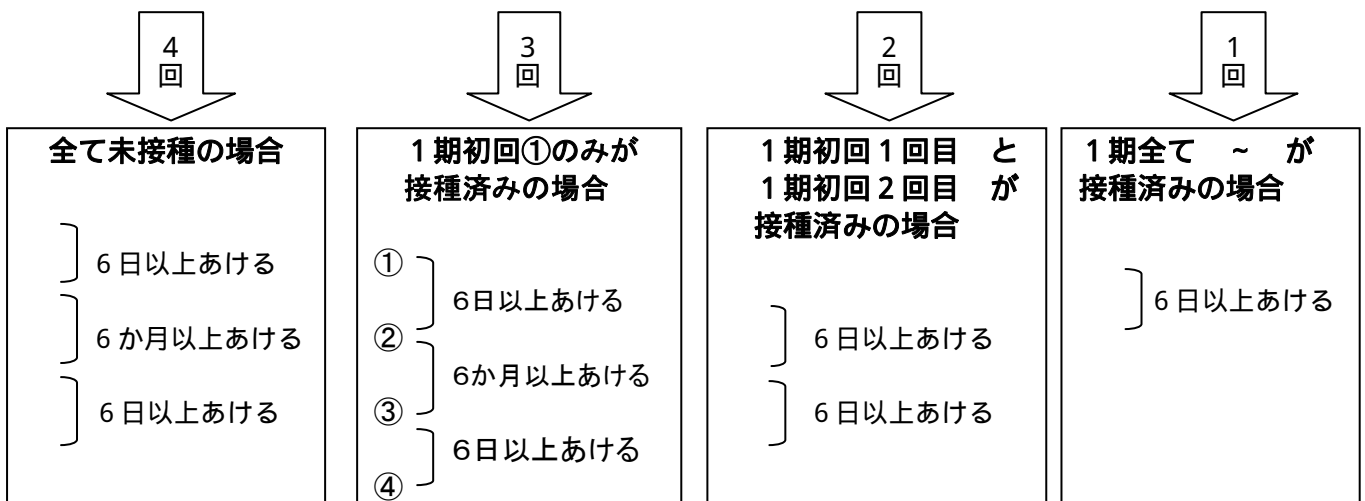 4
回
3
回
2
回
1
回
全て未接種の場合
6日以上あける
6か月以上あける
6日以上あける
1期初回①のみが
接種済みの場合
①
6日以上あける
②
6か月以上あける
③
6日以上あける
④
1期初回1回目 と
1期初回2回目 が
接種済みの場合
6日以上あける
6日以上あける
1期全て ~ が
接種済みの場合
6日以上あける